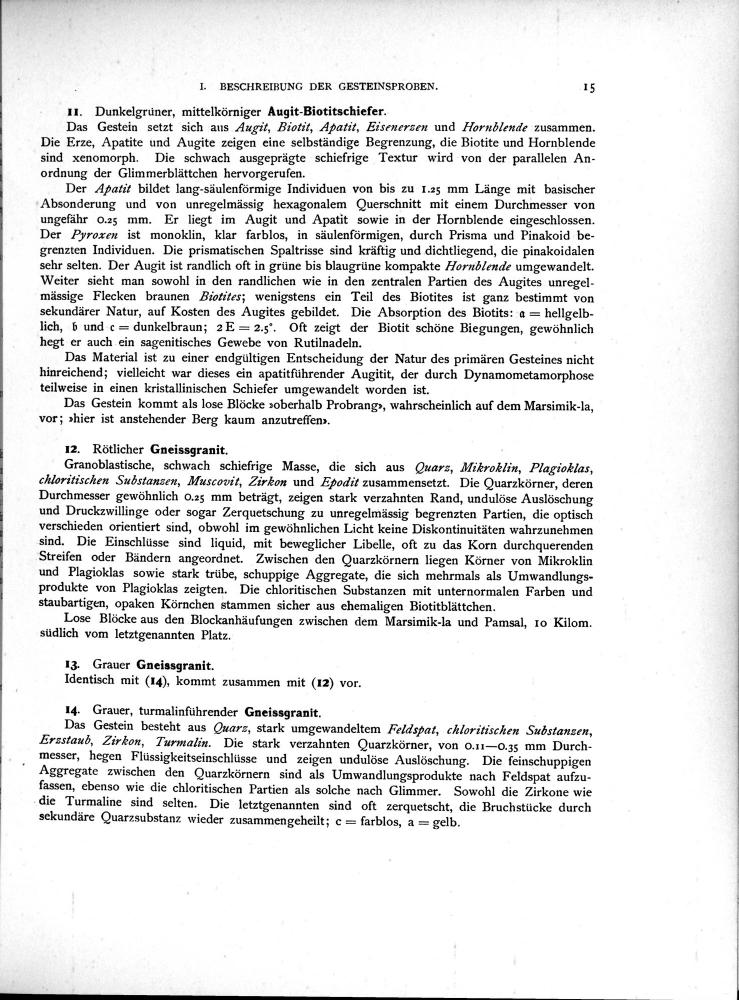 I. BESCHREIBUNG DER GESTEINSPROBEN. 15
11. Dunkelgrüner, mittelkörniger Augit-Biotitschiefer.
Das Gestein setzt sich aus Augit, Biotit, Apatit, Eisenerzen und Hornblende zusammen.
Die Erze, Apatite und Augite zeigen eine selbständige Begrenzung, die Biotite und Hornblende
sind xenomorph. Die schwach ausgeprägte schiefrige Textur wird von der parallelen An-
ordnung der Glimmerblättchen hervorgerufen.
Der Apatit bildet lang-säulenförmige Individuen von bis zu 1.25 mm Länge mit basischer
Absonderung und von unregelmässig hexagonalem Querschnitt mit einem Durchmesser von
ungefähr 0.25 mm. Er liegt im Augit und Apatit sowie in der Hornblende eingeschlossen.
Der Pyroxen ist monoklin, klar farblos, in säulenförmigen, durch Prisma und Pinakoid be-
grenzten Individuen. Die prismatischen Spaltrisse sind kräftig und dichtliegend, die pinakoidalen
sehr selten. Der Augit ist randlich oft in grüne bis blaugrüne kompakte Hornblende umgewandelt.
Weiter sieht man sowohl in den randlichen wie in den zentralen Partien des Augites unregel-
mässige Flecken braunen Biotites; wenigstens ein Teil des Biotites ist ganz bestimmt von
sekundärer Natur, auf Kosten des Augites gebildet. Die Absorption des Biotits: a = hellgelb-
lich, b und c = dunkelbraun; 2 E = 2.5°. Oft zeigt der Biotit schöne Biegungen, gewöhnlich
hegt er auch ein sagenitisches Gewebe von Rutilnadeln.
Das Material ist zu einer endgültigen Entscheidung der Natur des primären Gesteines nicht
hinreichend; vielleicht war dieses ein apatitführender Augitit, der durch Dynamometamorphose
teilweise in einen kristallinischen Schiefer umgewandelt worden ist.
Das Gestein kommt als lose Blöcke ›oberhalb Probrang›, wahrscheinlich auf dem Marsimik-la,
vor; ›hier ist anstehender Berg kaum anzutreffen›.
12. Rötlicher Gneissgranit.
Granoblastische, schwach schiefrige Masse, die sich aus Quarz, Mikroklin, Plagioklas,
chloritischen Substanzen, Muscovit, Zirkon und Epodit zusammensetzt. Die Quarzkörner, deren
Durchmesser gewöhnlich 0.25 mm beträgt, zeigen stark verzahnten Rand, undulöse Auslöschung
und Druckzwillinge oder sogar Zerquetschung zu unregelmässig begrenzten Partien, die optisch
verschieden orientiert sind, obwohl im gewöhnlichen Licht keine Diskontinuitäten wahrzunehmen
sind. Die Einschlüsse sind liquid, mit beweglicher Libelle, oft zu das Korn durchquerenden
Streifen oder Bändern angeordnet. Zwischen den Quarzkörnern liegen Körner von Mikroklin
und Plagioklas sowie stark trübe, schuppige Aggregate, die sich mehrmals als Umwandlungs-
produkte von Plagioklas zeigten. Die chloritischen Substanzen mit unternormalen Farben und
staubartigen, opaken Körnchen stammen sicher aus ehemaligen Biotitblättchen.
Lose Blöcke aus den Blockanhäufungen zwischen dem Marsimik-la und Pamsal, 10 Kilom.
südlich vom letztgenannten Platz.
13. Grauer Gneissgranit.
Identisch mit (14), kommt zusammen mit (12) vor.
14. Grauer, turmalinführender Gneissgranit.
Das Gestein besteht aus Quarz, stark umgewandeltem Feldspat, chloritischen Substanzen,
Erzstaub, Zirkon, Turmalin. Die stark verzahnten Quarzkörner, von 0.11—0.35 mm Durch-
messer, hegen Flüssigkeitseinschlüsse und zeigen undulöse Auslöschung. Die feinschuppigen
Aggregate zwischen den Quarzkörnern sind als Umwandlungsprodukte nach Feldspat aufzu-
fassen, ebenso wie die chloritischen Partien als solche nach Glimmer. Sowohl die Zirkone wie
die Turmaline sind selten. Die letztgenannten sind oft zerquetscht, die Bruchstücke durch
sekundäre Quarzsubstanz wieder zusammengeheilt; c = farblos, a = gelb.